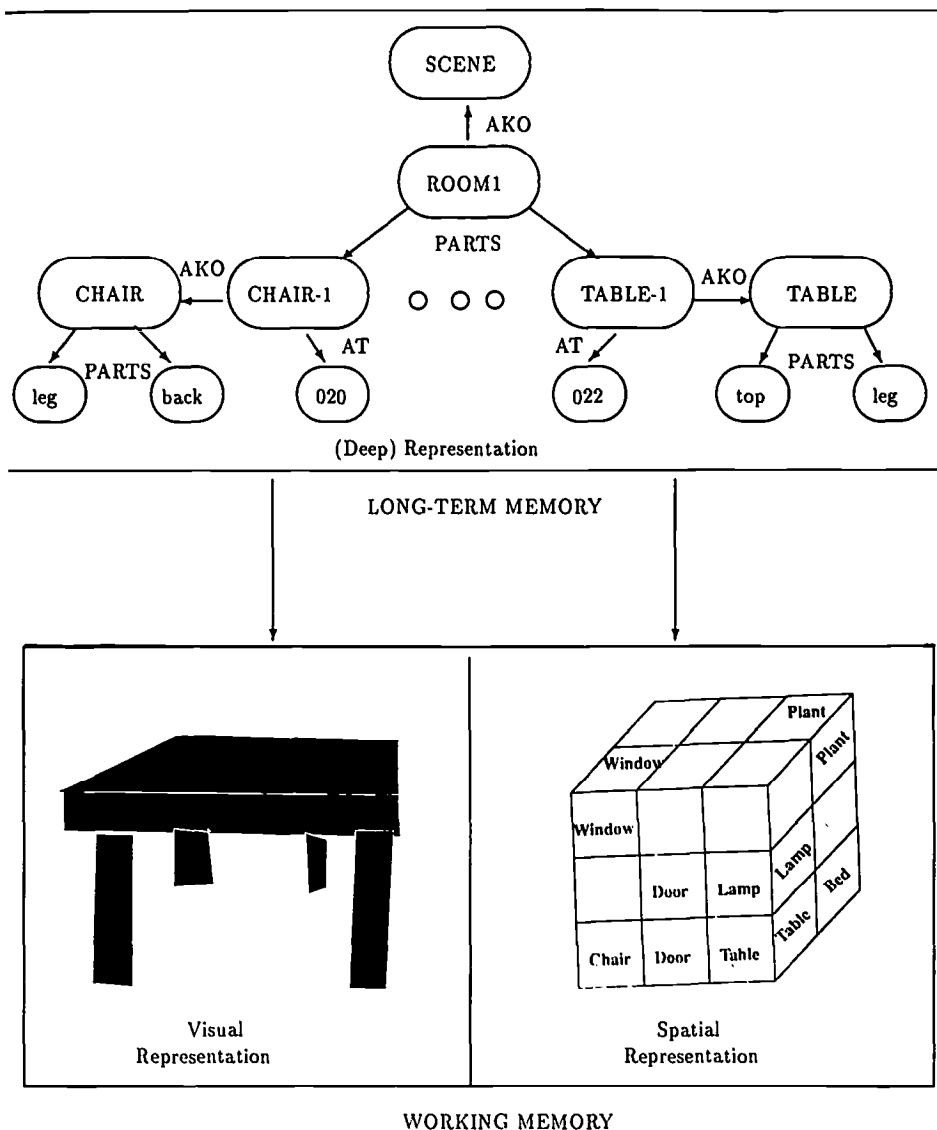 SCENE
AKO
ROOM1
PARTS
CHAIR
AKO
CHAIR-1
TABLE-1
AKO
TABLE
PARTS
AT
AT
PARTS
leg
back
020
022
top
leg
(Deep) Representation
LONG-TERM MEMORY
Plant
Window
Plant
Window
Door
Lamp
Lamp
Bed
Chair
Door
Table
Table
Visual
Representation
Spatial
Representation
WORKING MEMORY